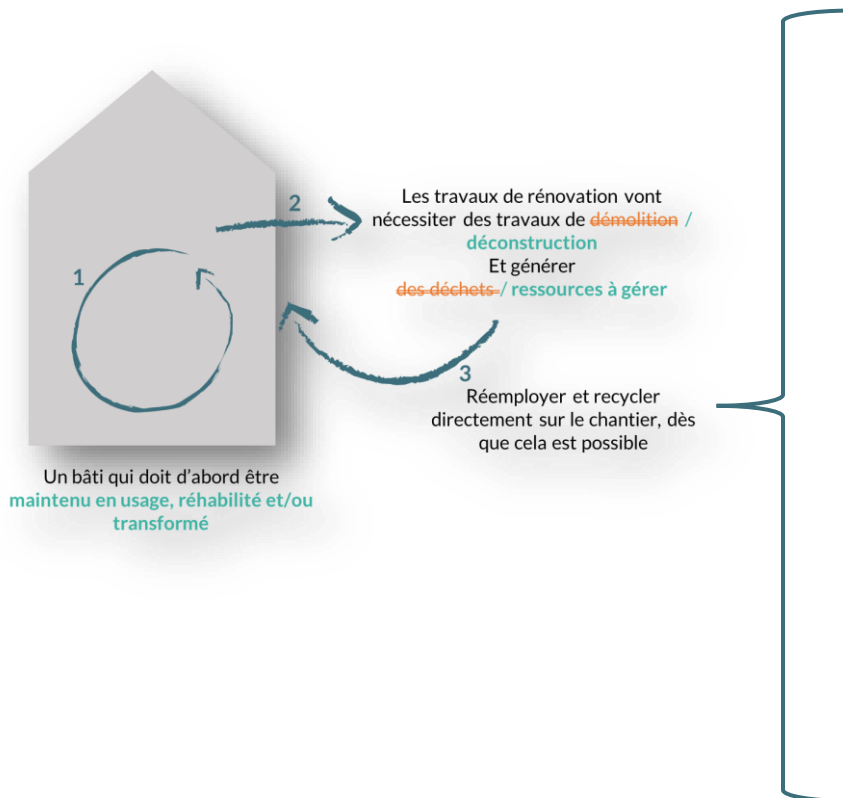 2
Les travaux de rénovation vont
nécessiter des travaux de démolition /
déconstruction
Et générer
des déchets / ressources à gérer
1
3
Réemployer et recycler
directement sur le chantier, dès
que cela est possible
Un bâti qui doit d'abord être
maintenu en usage, réhabilité et/ou
transformé